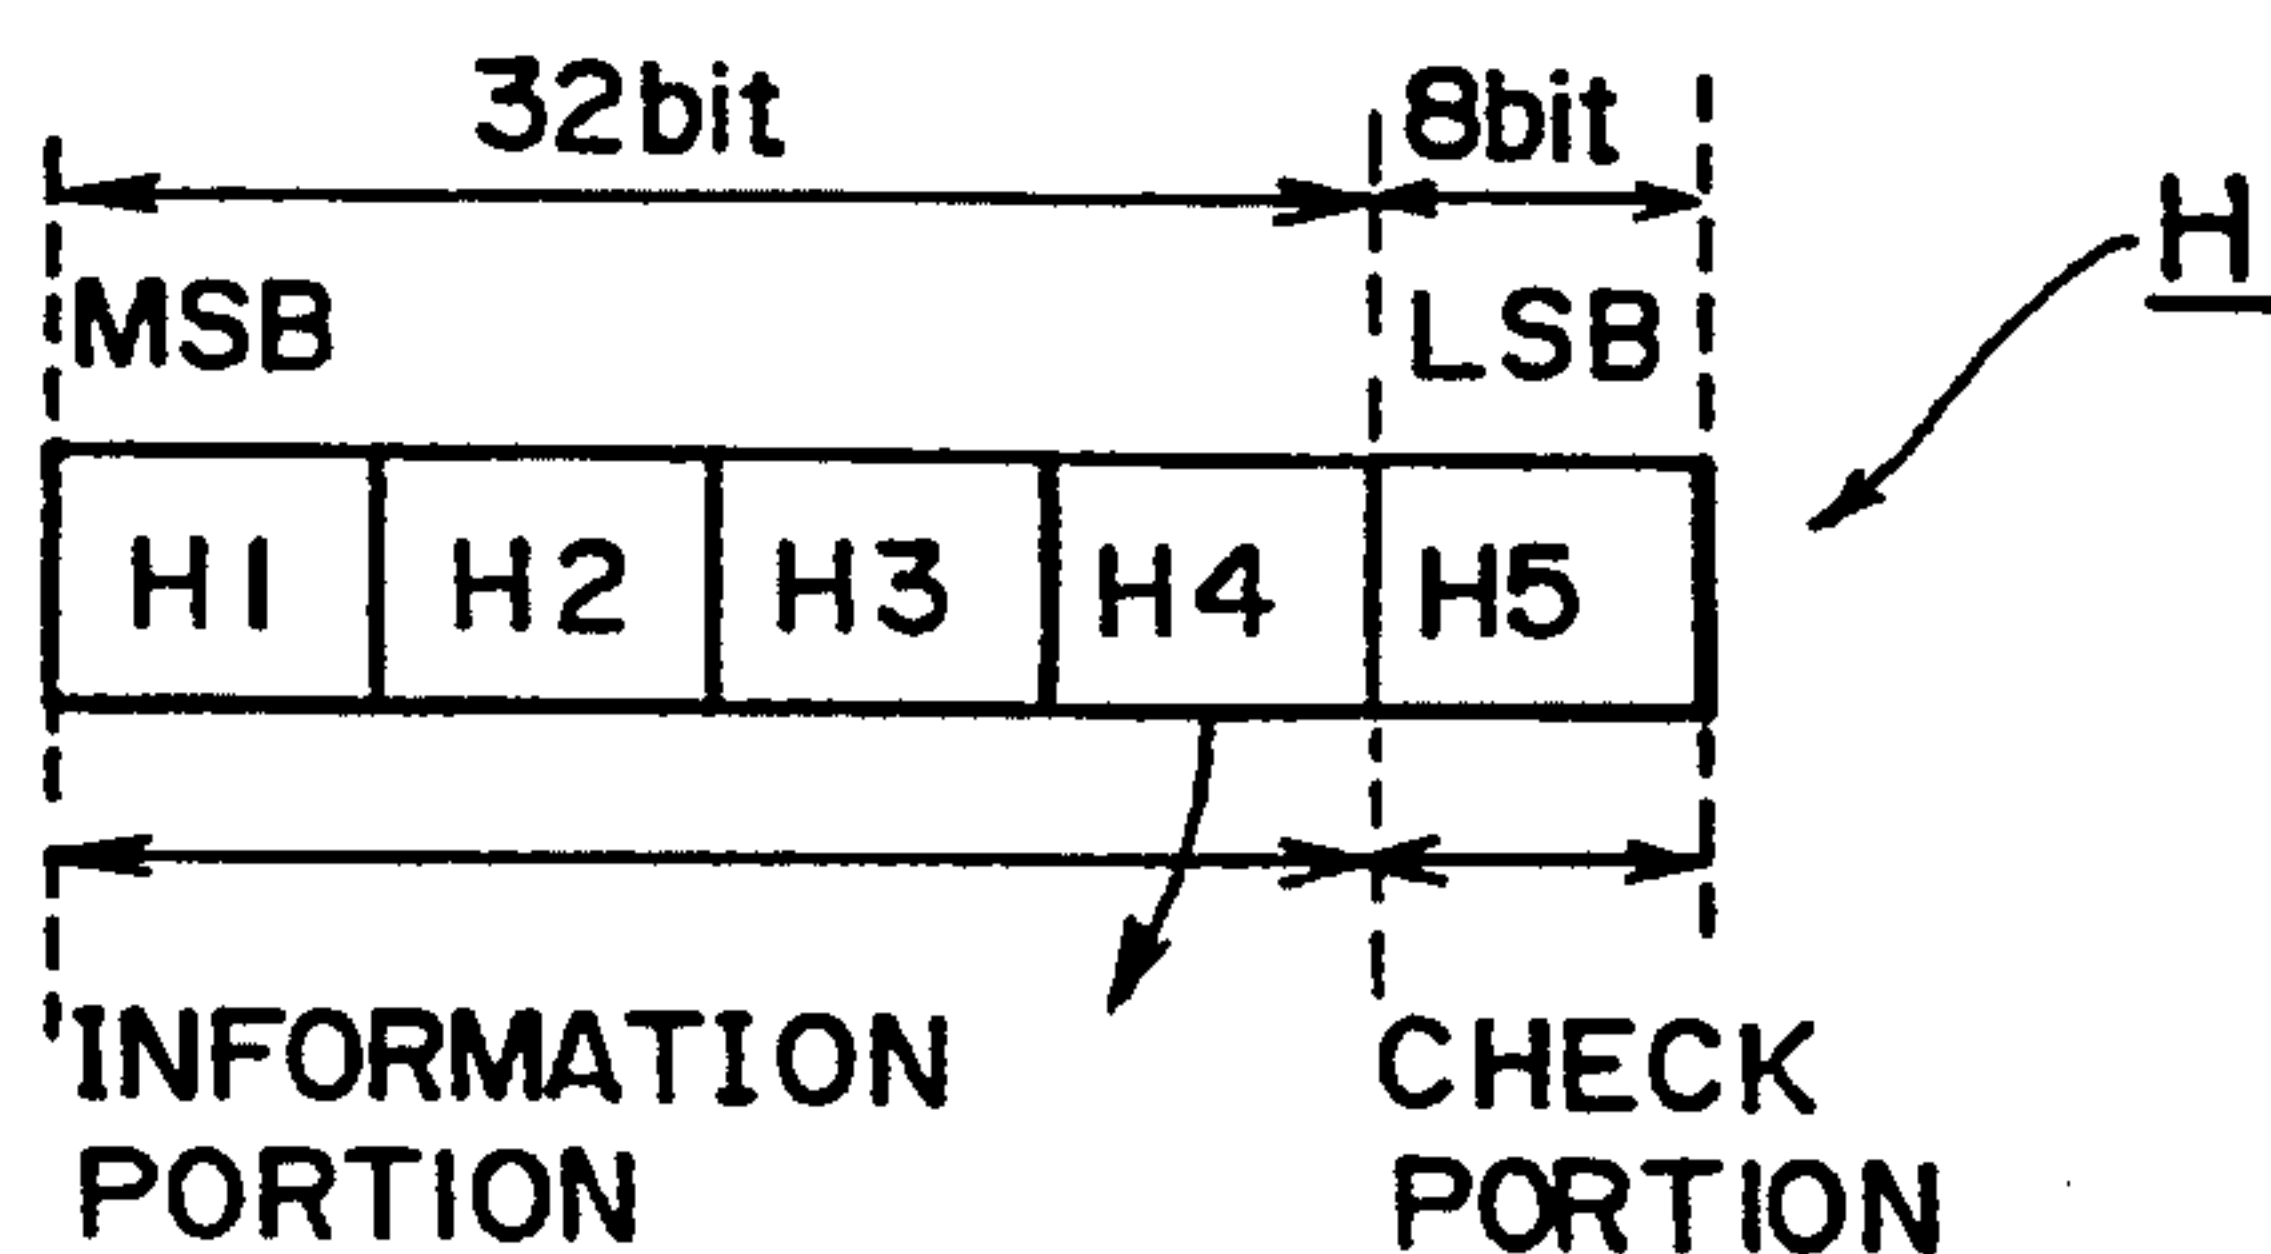 32bit 8bit
H
MSB LSB
H1 H2 H3 H4 H5
INFORMATION CHECK
PORTION PORTION